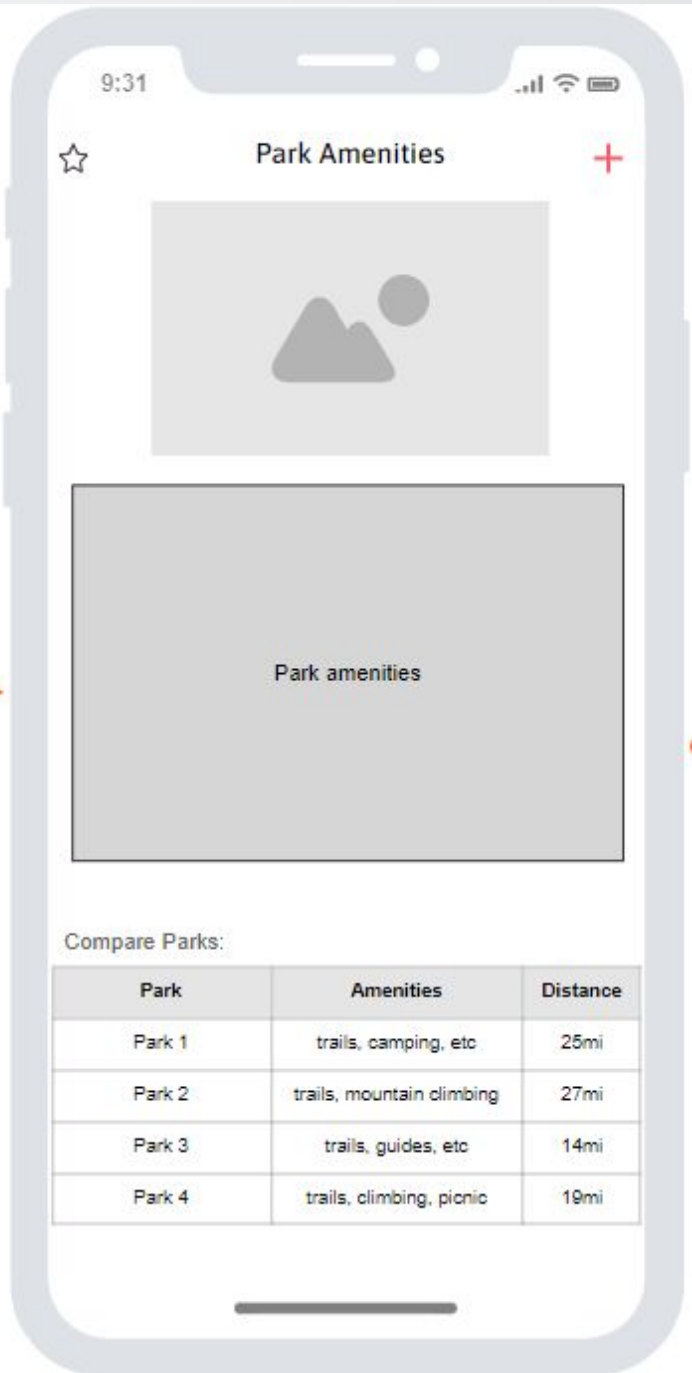 9:31
Park Amenities
Park amenities
Compare Parks:
Park Amenities Distance
Park 1 trails, camping, etc 25mi
Park 2 trails, mountain climbing 27mi
Park 3 trails, guides, etc 14mi
Park 4 trails, climbing, picnic 19mi